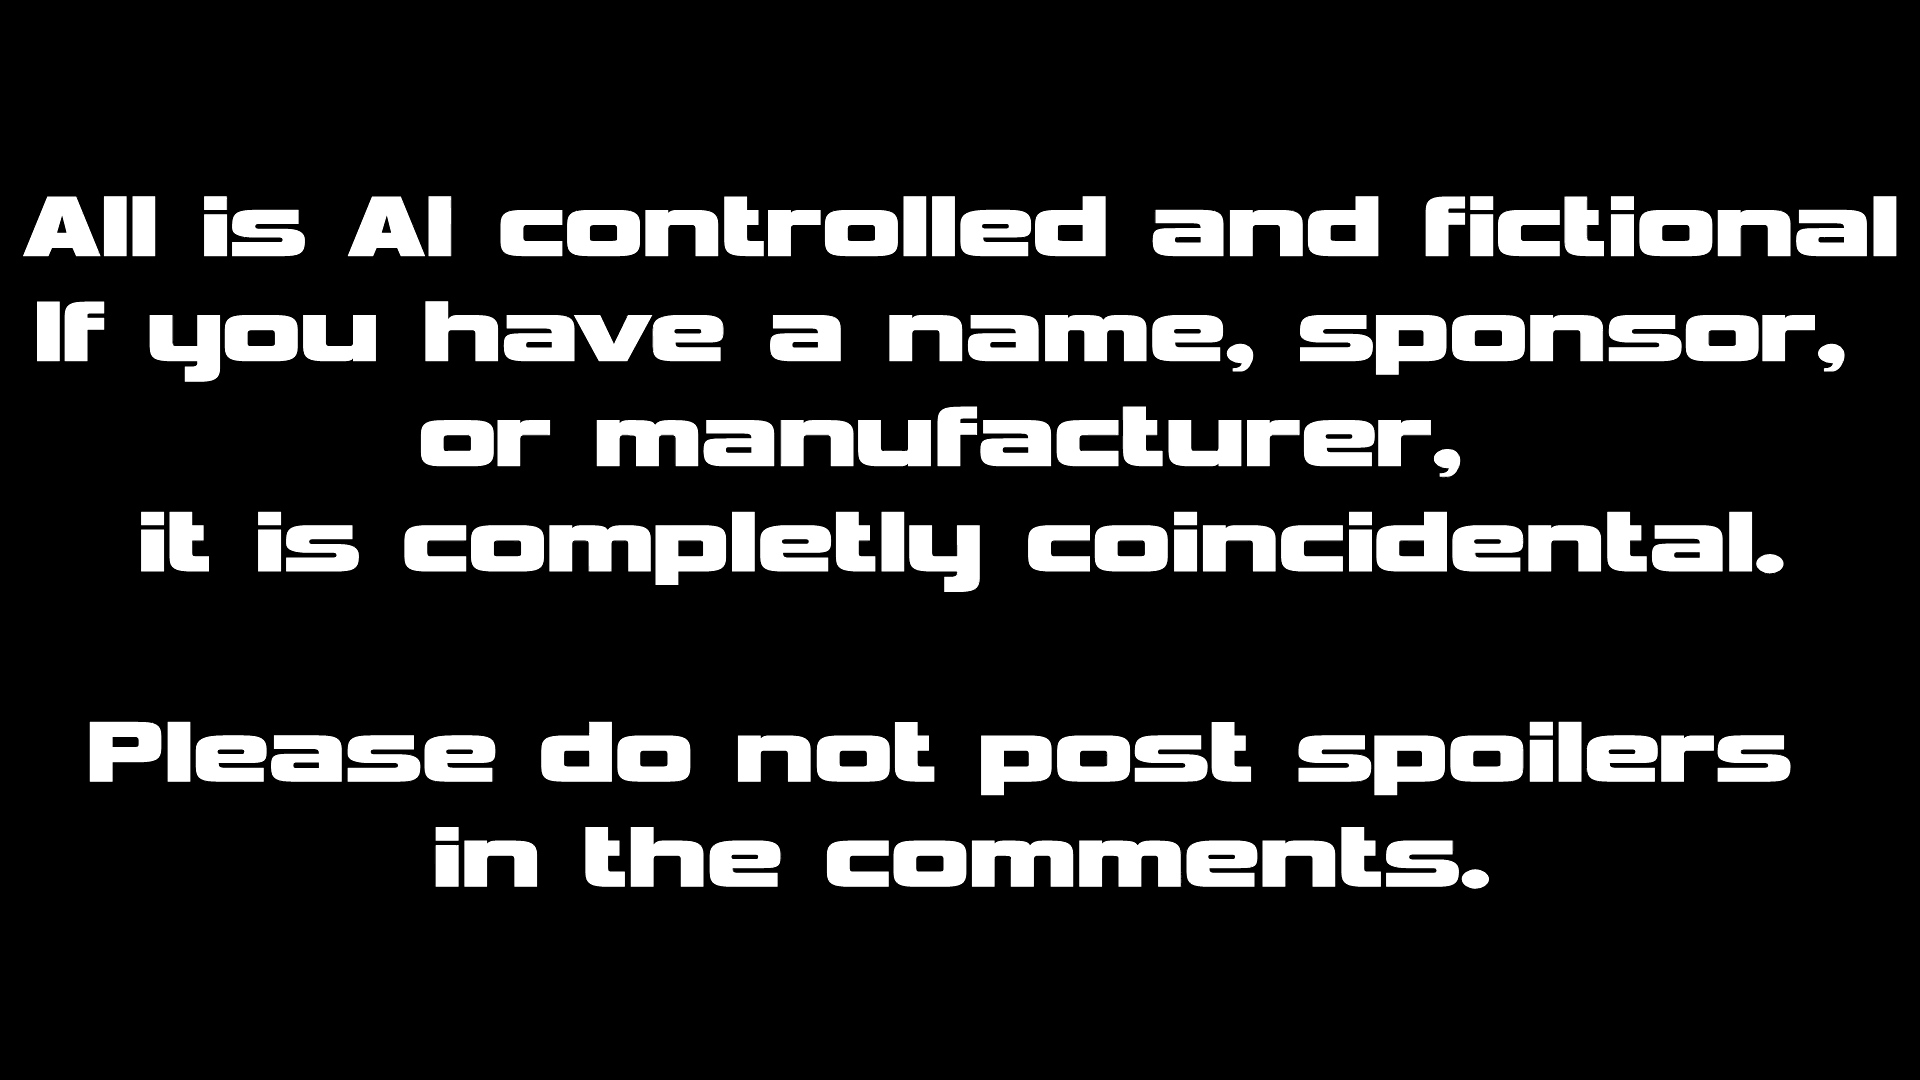 All is AI controlled and fictional
If you have a name, sponsor,
or manufacturer,
it is completly coincidental.
Please do not post spoilers
in the comments.